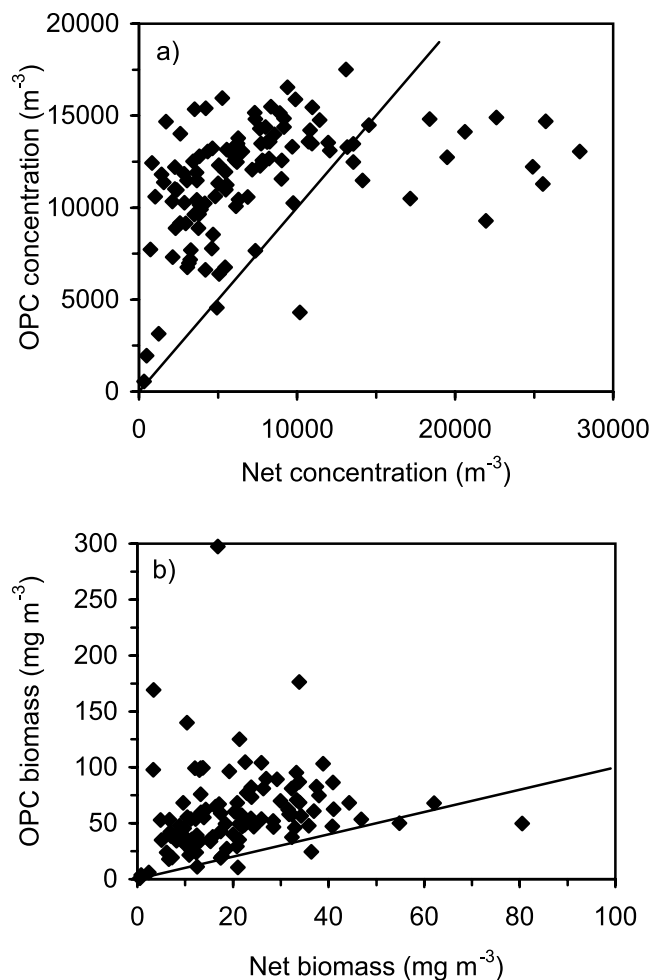 a)
OPC concentration (m⁻³)
20000
15000
10000
5000
0
0 10000 20000 30000
Net concentration (m⁻³)
b)
OPC biomass (mg m⁻³)
300
250
200
150
100
50
0
0 20 40 60 80 100
Net biomass (mg m⁻³)